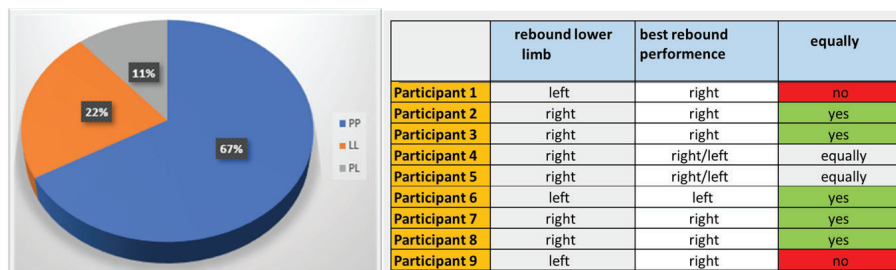 11%
22%
67%
PP
LL
PL
rebound lower limb best rebound performence equally
Participant 1 left right no
Participant 2 right right yes
Participant 3 right right yes
Participant 4 right right/left equally
Participant 5 right right/left equally
Participant 6 left left yes
Participant 7 right right yes
Participant 8 right right yes
Participant 9 left right no